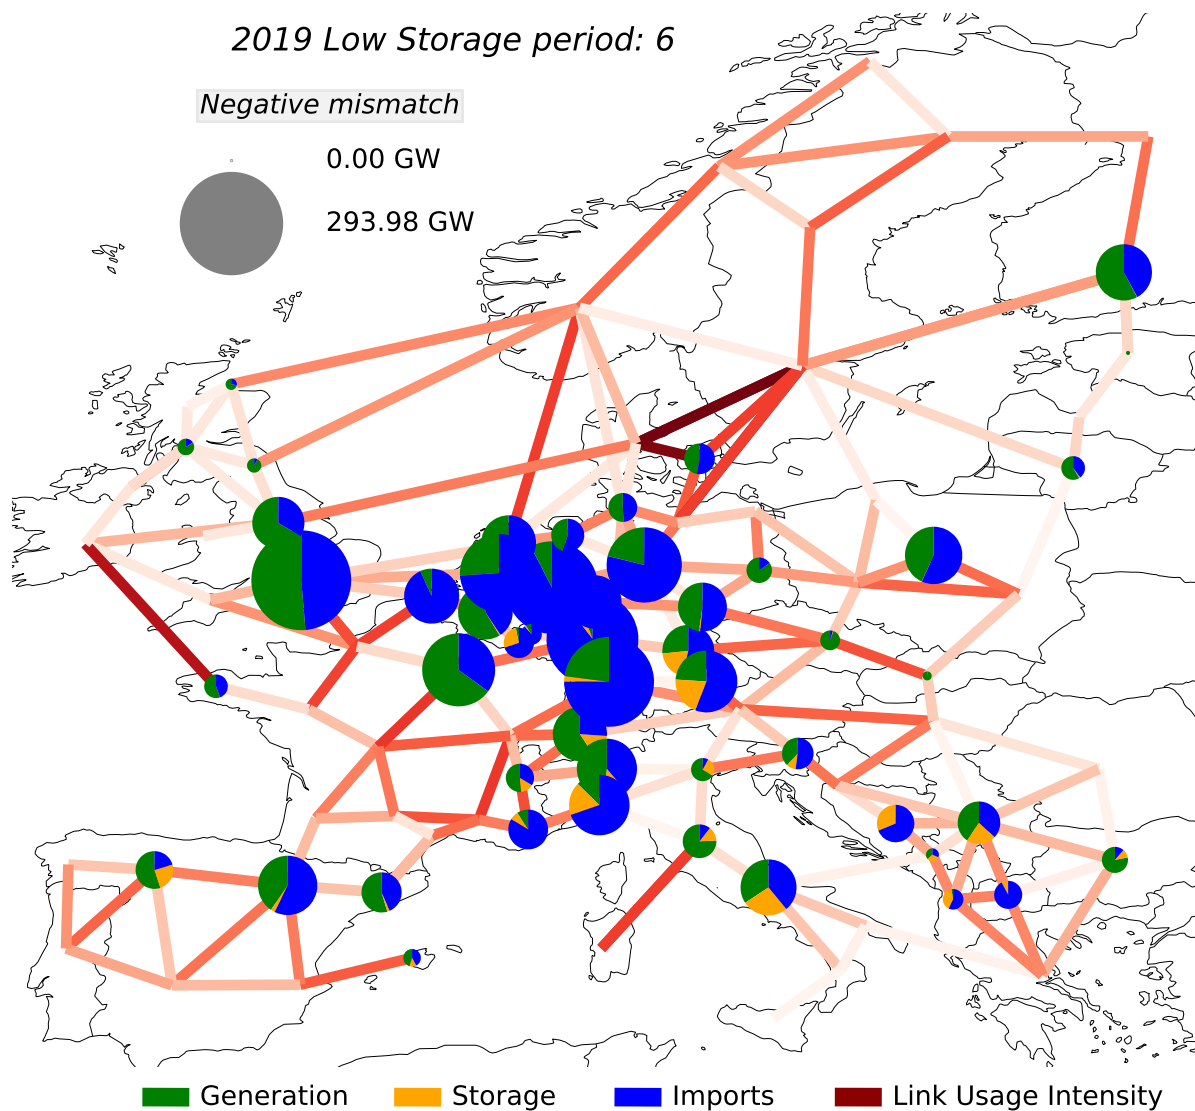 2019 Low Storage period: 6
Negative mismatch
0.00 GW
293.98 GW
Generation Storage Imports Link Usage Intensity